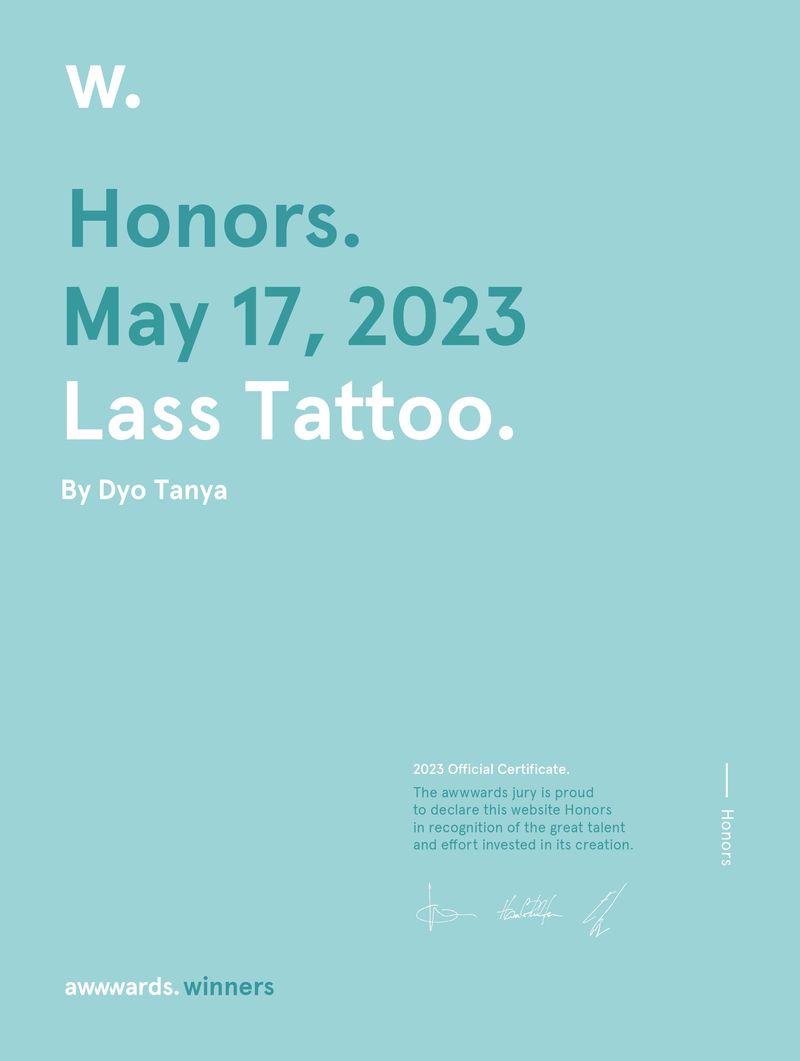 w.
Honors.
May 17, 2023
Lass Tattoo.
By Dyo Tanya
2023 Official Certificate.
The awwwards jury is proud
to declare this website Honors
in recognition of the great talent
and effort invested in its creation.
Honors
awwwards. winners